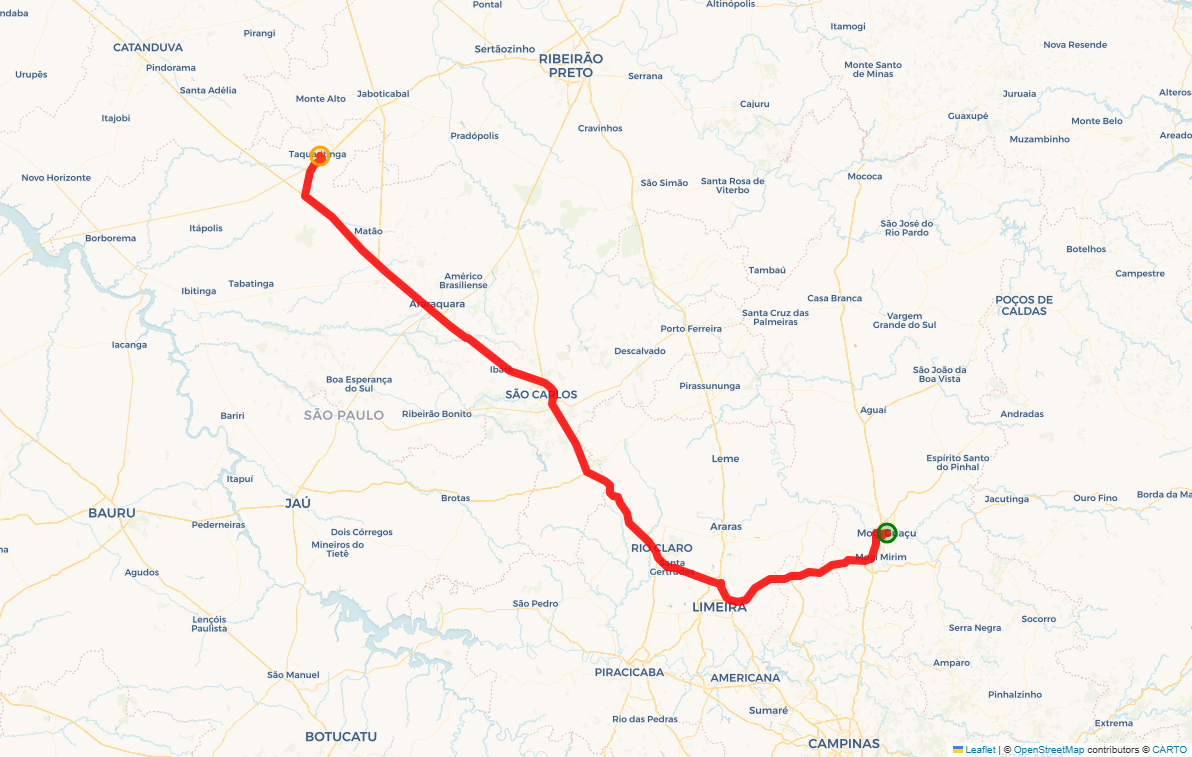 ndaba
Pontal
Altinópolis
Pirangi
Itamogi
CATANDUVA
Sertãozinho
Nova Resende
RIBEIRÃO
PRETO
Pindorama
Urupês
Serrana
Monte Santo
de Minas
Santa Adélia
Monte Alto
Jaboticabal
Juruaia
Alteros
Cajuru
Itajobi
Guaxupé
Monte Belo
Cravinhos
Pradópolis
Muzambinho
Areado
Novo Horizonte
São Simão
Santa Rosa de
Viterbo
Mococa
Itápolis
Matão
São José do
Rio Pardo
Borborema
Botelhos
Tambaú
Campestre
Américo
Brasiliense
Tabatinga
Ibitinga
Araraquara
Casa Branca
POÇOS DE
CALDAS
Santa Cruz das
Palmeiras
Vargem
Grande do Sul
Porto Ferreira
Iacanga
Descalvado
São João da
Boa Vista
Boa Esperança
do Sul
Pirassununga
SÃO CARLOS
SÃO PAULO
Ribeirão Bonito
Bariri
Aguaí
Andradas
Leme
Espírito Santo
do Pinhal
Itapuí
Jacutinga
Ouro Fino
Borda da Ma
JAÚ
Brotas
BAURU
Pederneiras
Dois Córregos
Araras
Mineiros do
Tietê
RIO CLARO
Mogi Mirim
Santa
Gertrudes
Agudos
São Pedro
LIMEIRA
Lençóis
Paulista
Socorro
Serra Negra
São Manuel
PIRACICABA
AMERICANA
Amparo
Pinhalzinho
Sumaré
Rio das Pedras
Extrema
BOTUCATU
CAMPINAS
Leaflet | © OpenStreetMap contributors © CARTO